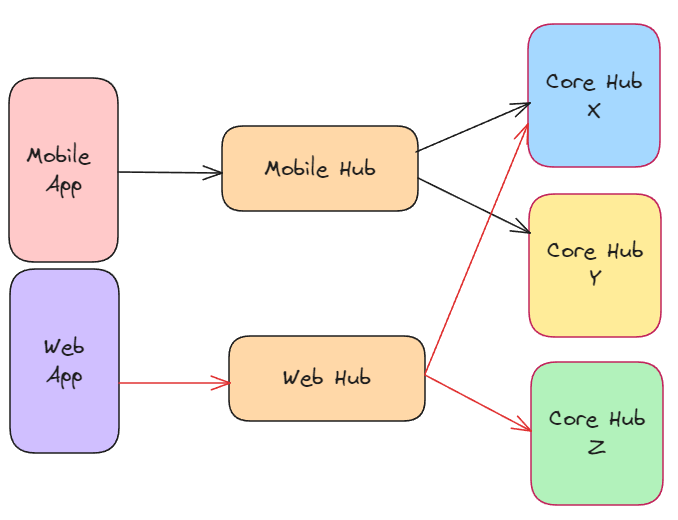 Mobile
App
Mobile Hub
Core Hub
X
Core Hub
Y
Web
App
Web Hub
Core Hub
Z